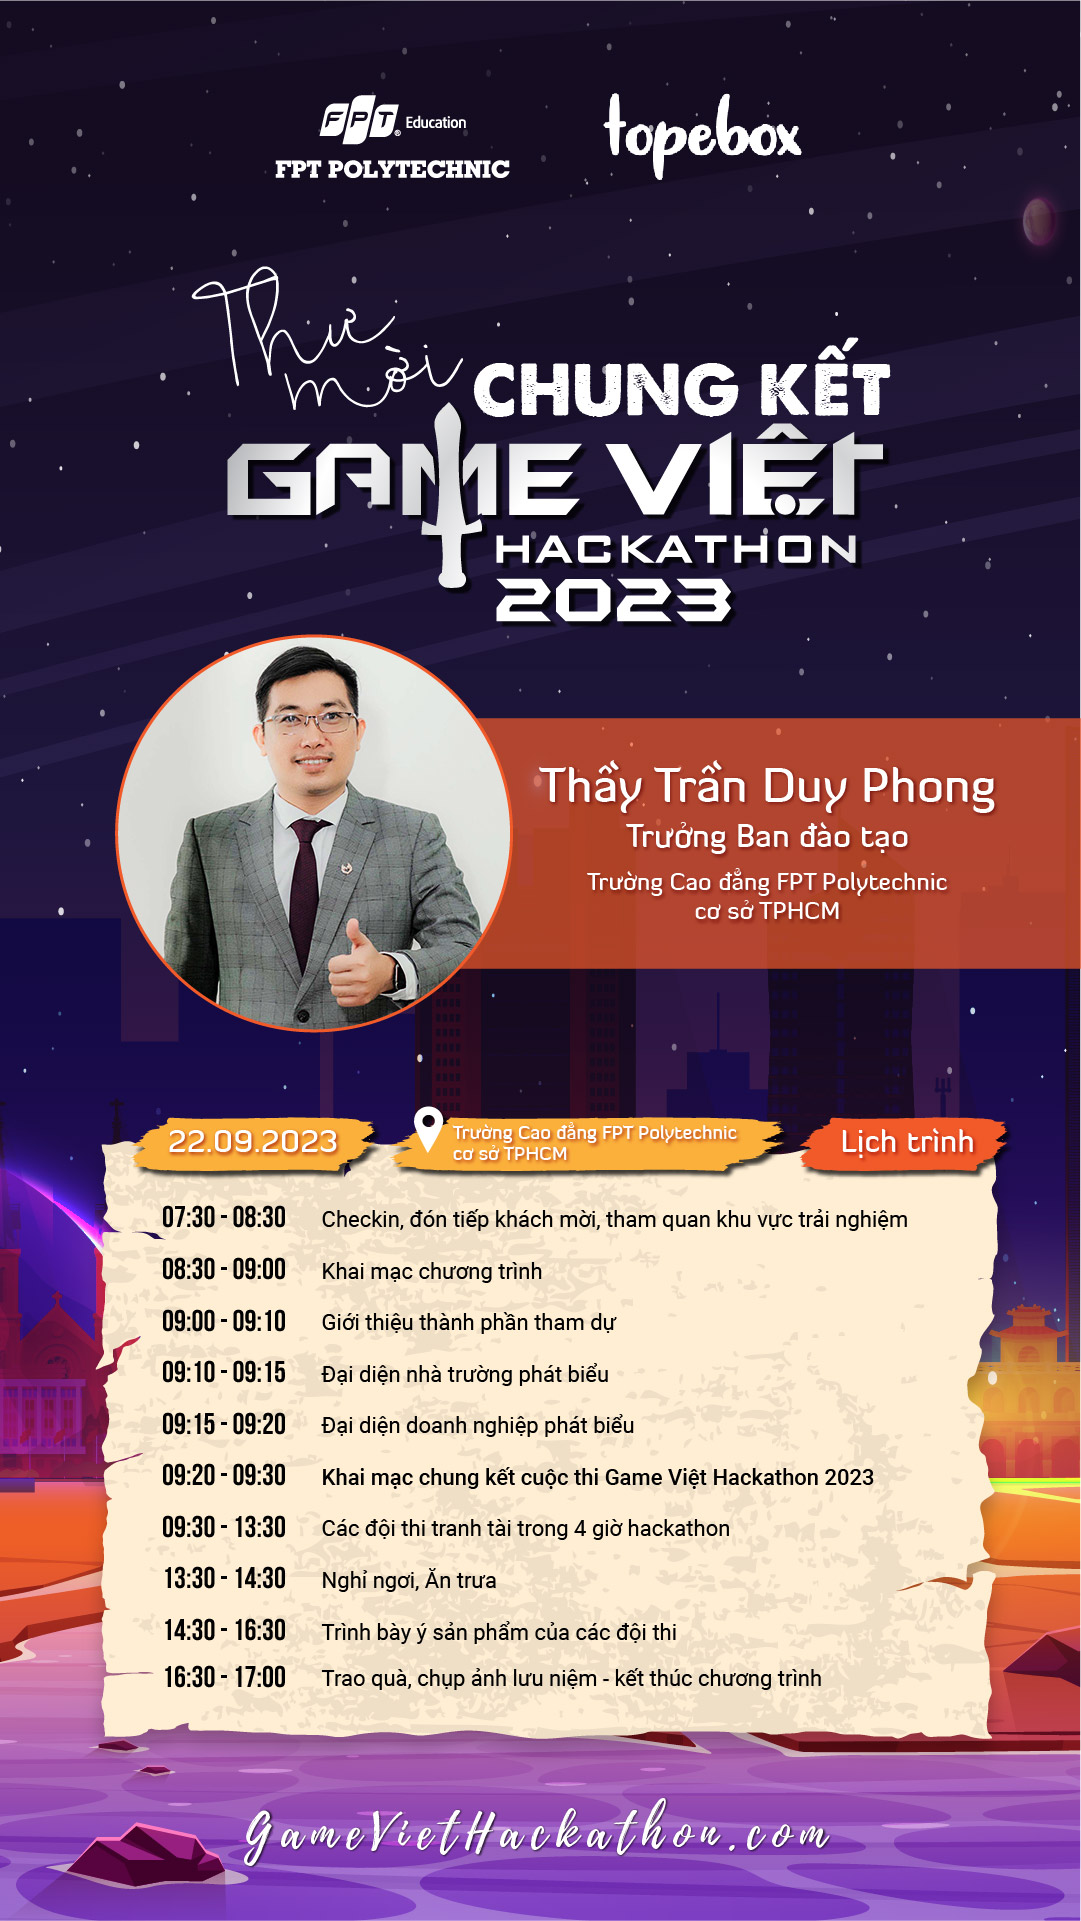 FPT Education
FPT POLYTECHNIC
topebox
Thư mời
CHUNG KẾT
GAME VIỆT
HACKATHON
2023
Thầy Trần Duy Phong
Trưởng Ban đào tạo
Trường Cao đẳng FPT Polytechnic
cơ sở TPHCM
22.09.2023
Trường Cao đẳng FPT Polytechnic
cơ sở TPHCM
Lịch trình
07:30 - 08:30 Checkin, đón tiếp khách mời, tham quan khu vực trải nghiệm
08:30 - 09:00 Khai mạc chương trình
09:00 - 09:10 Giới thiệu thành phần tham dự
09:10 - 09:15 Đại diện nhà trường phát biểu
09:15 - 09:20 Đại diện doanh nghiệp phát biểu
09:20 - 09:30 Khai mạc chung kết cuộc thi Game Việt Hackathon 2023
09:30 - 13:30 Các đội thi tranh tài trong 4 giờ hackathon
13:30 - 14:30 Nghỉ ngơi, Ăn trưa
14:30 - 16:30 Trình bày ý sản phẩm của các đội thi
16:30 - 17:00 Trao quà, chụp ảnh lưu niệm - kết thúc chương trình
GameVietHackathon.com